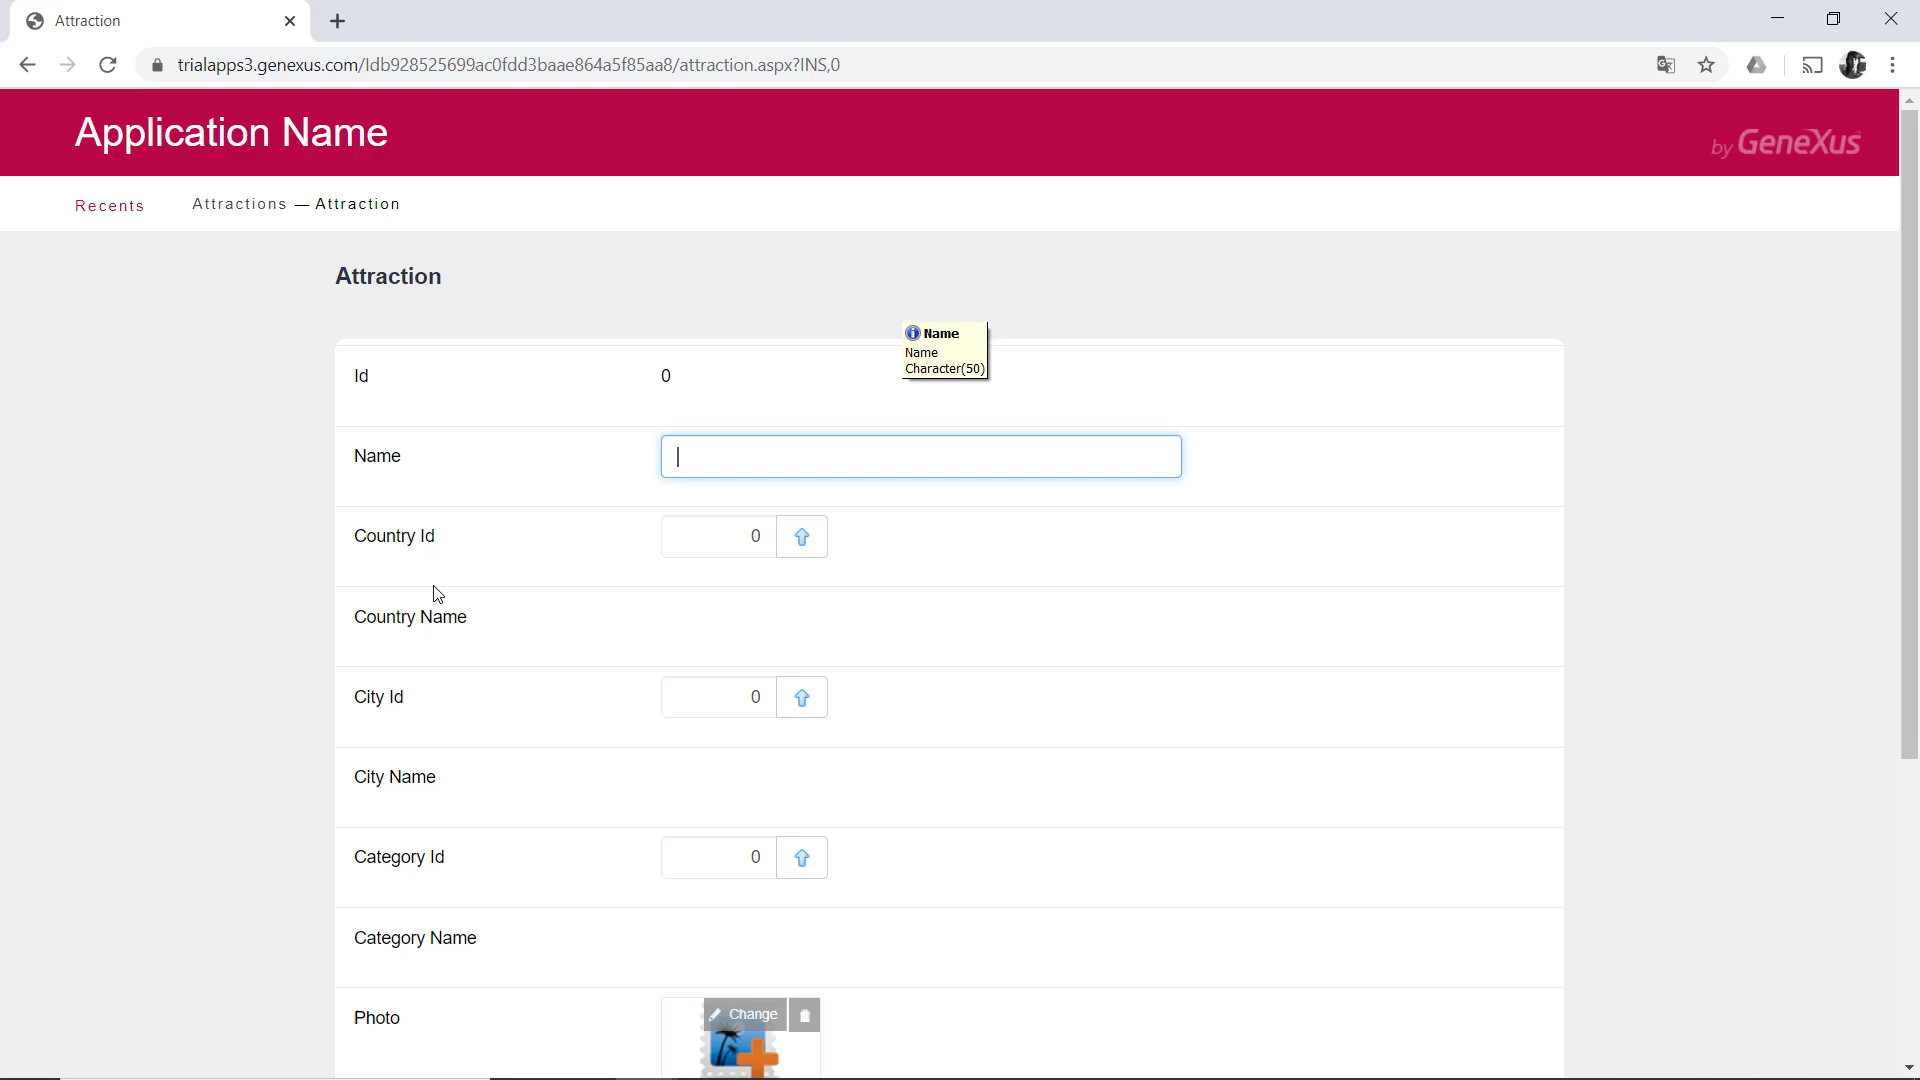 Attraction
trialapps3.genexus.com/Idb928525699ac0fdd3baae864a5f85aa8/attraction.aspx?INS,0
Application Name
by GeneXus
Recents
Attractions — Attraction
Attraction
Name
Name
Character(50)
Id
0
Name
Country Id
0
Country Name
City Id
0
City Name
Category Id
0
Category Name
Photo
Change